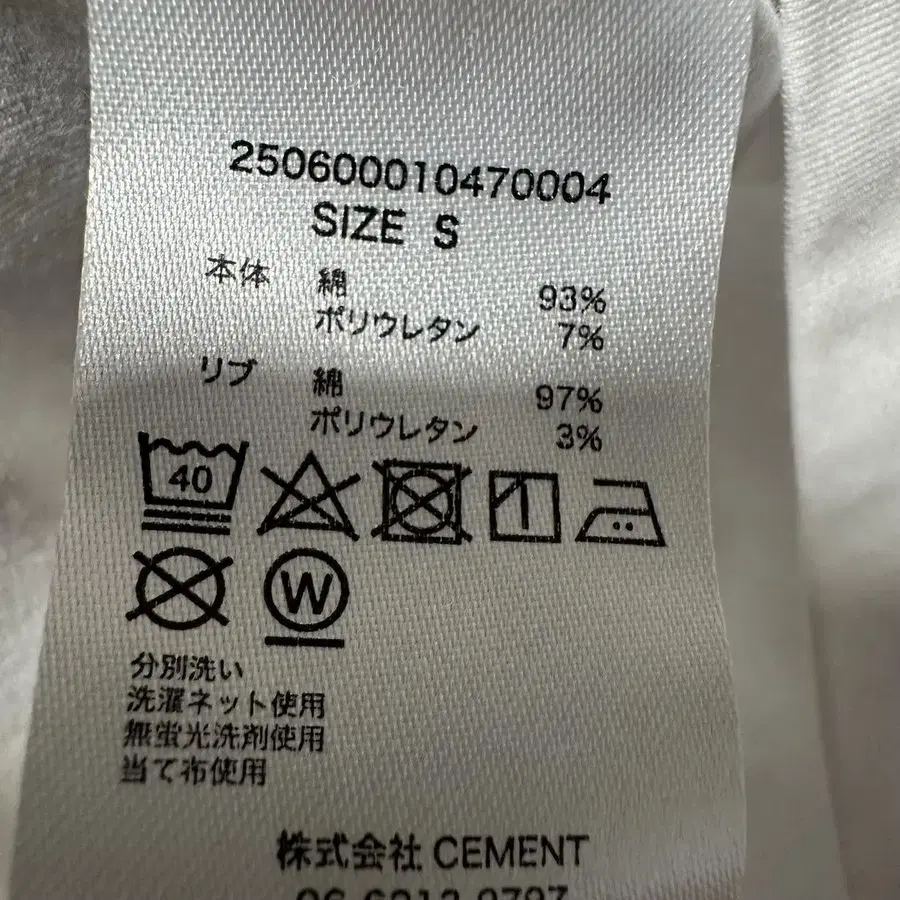 250600010470004
SIZE S
本体 綿 93%
ポリウレタン 7%
リブ 綿 97%
ポリウレタン 3%
40
W
分別洗い
洗濯ネット使用
無蛍光洗剤使用
当て布使用
株式会社 CEMENT